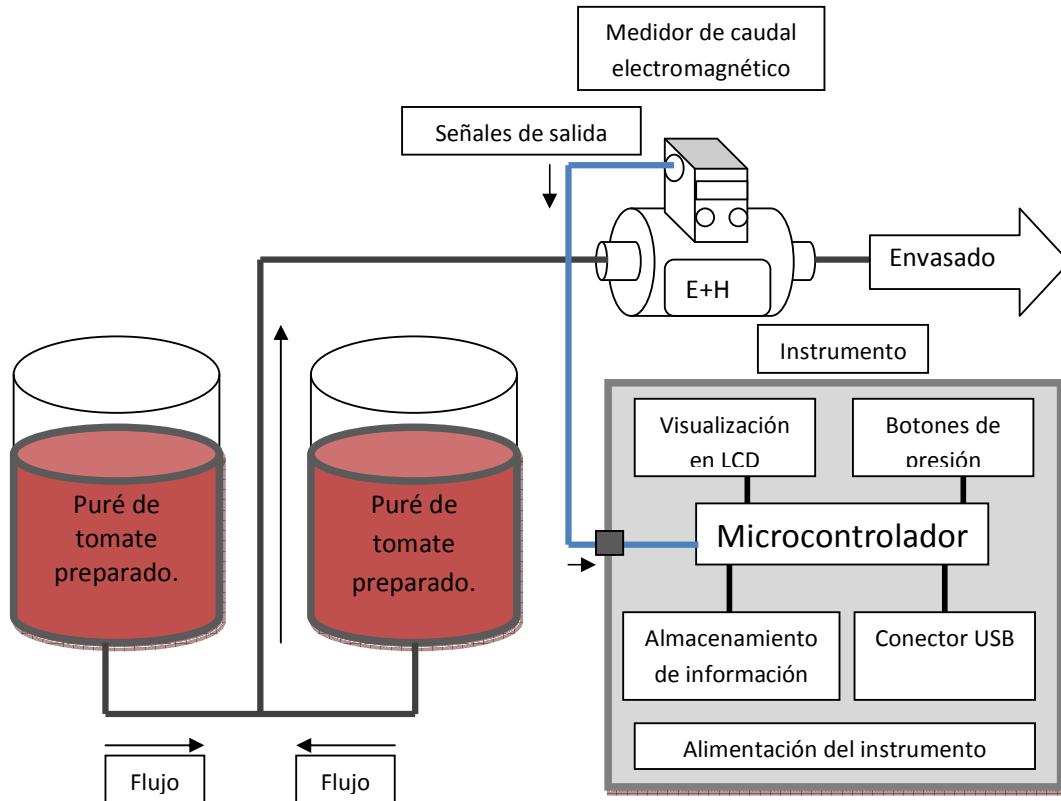 Medidor de caudal
electromagnético
Señales de salida
E+H
Envasado
Instrumento
Visualización
en LCD
Botones de
presión
Microcontrolador
Almacenamiento
de información
Conector USB
Alimentación del instrumento
Puré de
tomate
preparado.
Puré de
tomate
preparado.
Flujo
Flujo